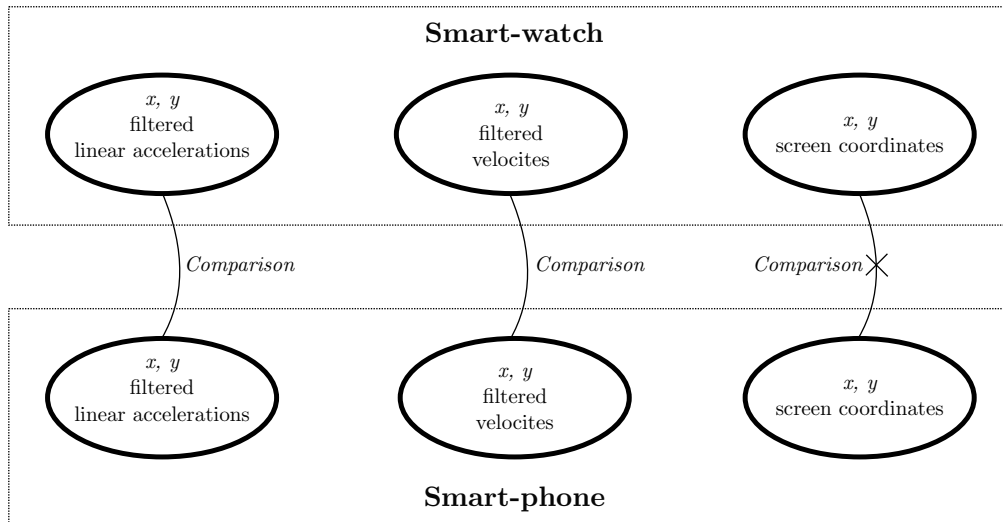 Smart-watch
x, y
filtered
linear accelerations
x, y
filtered
velocites
x, y
screen coordinates
Comparison
Comparison
Comparison
x, y
filtered
linear accelerations
x, y
filtered
velocites
x, y
screen coordinates
Smart-phone